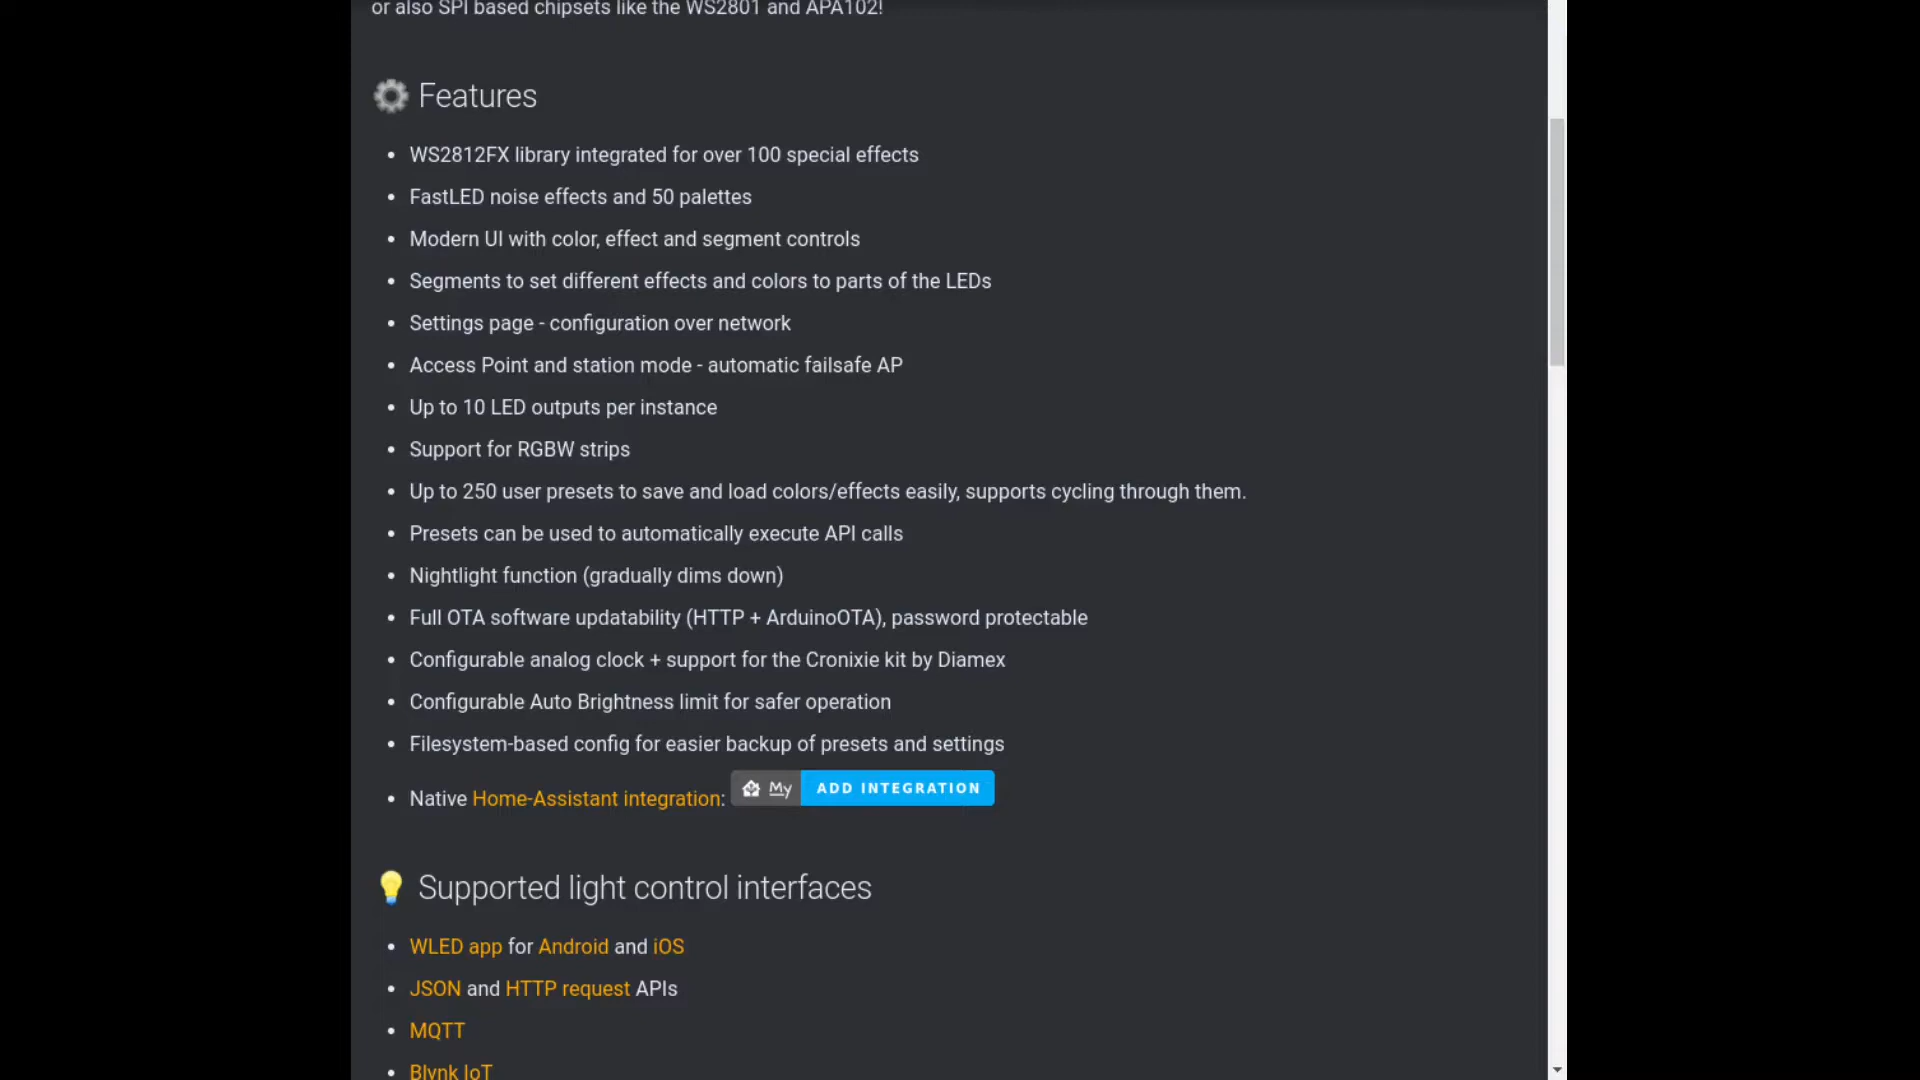 or also SPI based chipsets like the WS2801 and APA102!
Features
WS2812FX library integrated for over 100 special effects
FastLED noise effects and 50 palettes
Modern UI with color, effect and segment controls
Segments to set different effects and colors to parts of the LEDs
Settings page - configuration over network
Access Point and station mode - automatic failsafe AP
Up to 10 LED outputs per instance
Support for RGBW strips
Up to 250 user presets to save and load colors/effects easily, supports cycling through them.
Presets can be used to automatically execute API calls
Nightlight function (gradually dims down)
Full OTA software updatability (HTTP + ArduinoOTA), password protectable
Configurable analog clock + support for the Cronixie kit by Diamex
Configurable Auto Brightness limit for safer operation
Filesystem-based config for easier backup of presets and settings
Native Home-Assistant integration: My ADD INTEGRATION
Supported light control interfaces
WLED app for Android and iOS
JSON and HTTP request APIs
MQTT
Blynk IoT